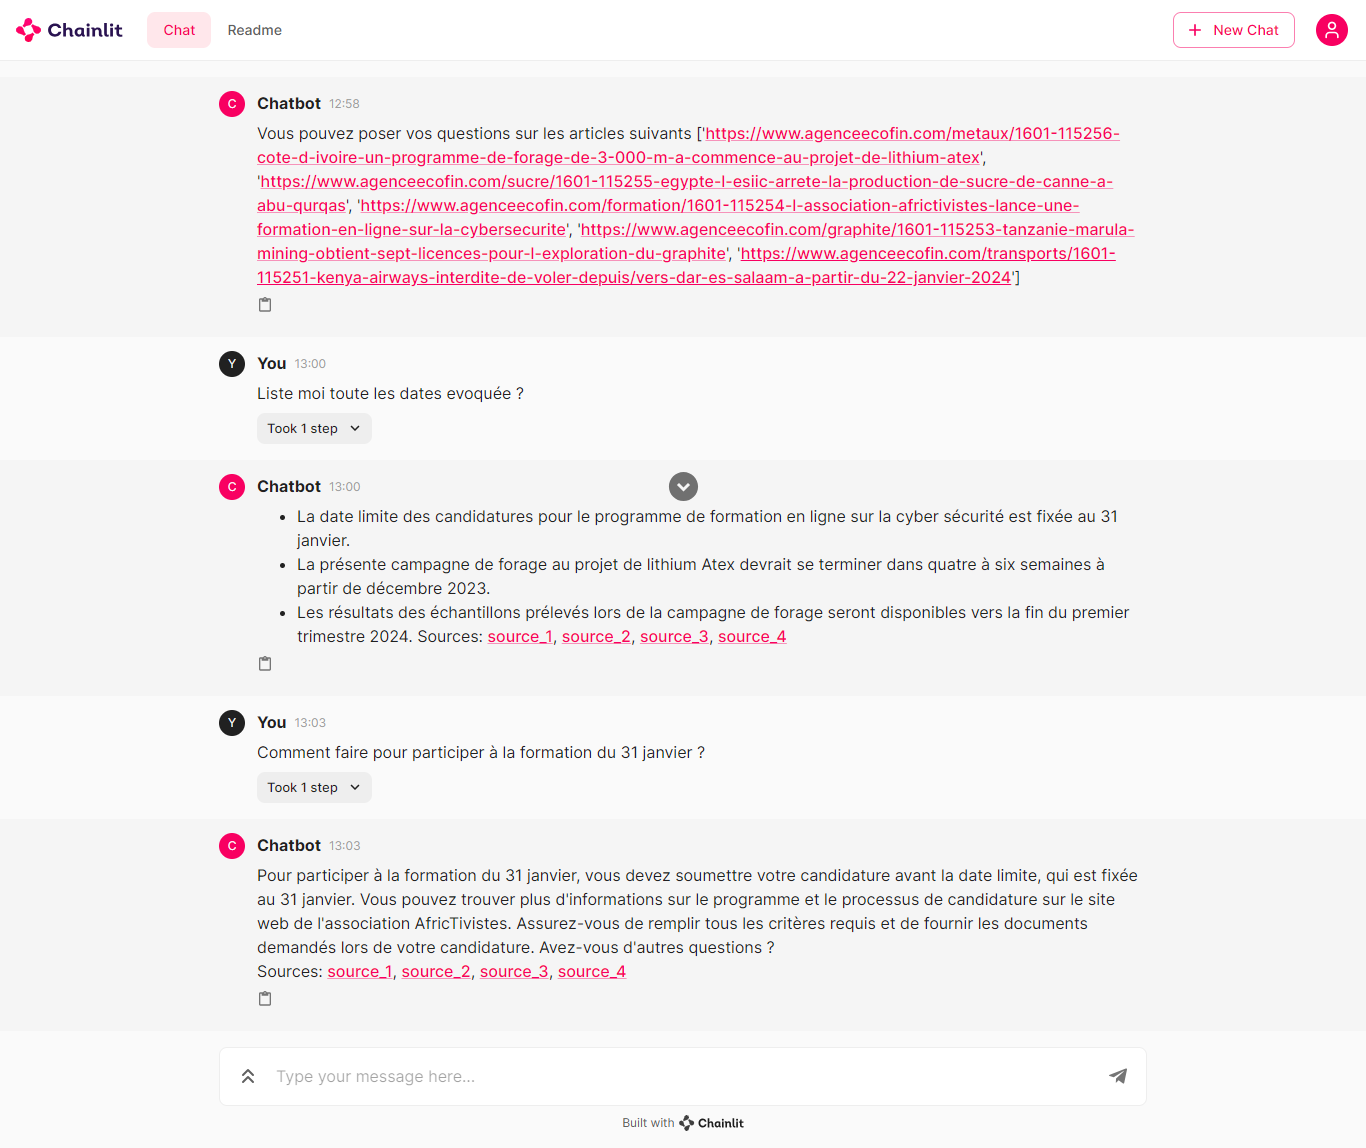 Chainlit
Chat
Readme
New Chat
C
Chatbot 12:58
Vous pouvez poser vos questions sur les articles suivants ['https://www.agenceecofin.com/metaux/1601-115256-
cote-d-ivoire-un-programme-de-forage-de-3-000-m-a-commence-au-projet-de-lithium-atex',
'https://www.agenceecofin.com/sucre/1601-115255-egypte-l-esiic-arrete-la-production-de-sucre-de-canne-a-
abu-qurqas', 'https://www.agenceecofin.com/formation/1601-115254-l-association-africtivistes-lance-une-
formation-en-ligne-sur-la-cybersecurite', 'https://www.agenceecofin.com/graphite/1601-115253-tanzanie-marula-
mining-obtient-sept-licences-pour-l-exploration-du-graphite', 'https://www.agenceecofin.com/transports/1601-
115251-kenya-airways-interdite-de-voler-depuis/vers-dar-es-salaam-a-partir-du-22-janvier-2024']
Y
You 13:00
Liste moi toute les dates evoquée ?
Took 1 step
C
Chatbot 13:00
• La date limite des candidatures pour le programme de formation en ligne sur la cyber sécurité est fixée au 31
janvier.
• La présente campagne de forage au projet de lithium Atex devrait se terminer dans quatre à six semaines à
partir de décembre 2023.
• Les résultats des échantillons prélevés lors de la campagne de forage seront disponibles vers la fin du premier
trimestre 2024. Sources: source_1, source_2, source_3, source_4
Y
You 13:03
Comment faire pour participer à la formation du 31 janvier ?
Took 1 step
C
Chatbot 13:03
Pour participer à la formation du 31 janvier, vous devez soumettre votre candidature avant la date limite, qui est fixée
au 31 janvier. Vous pouvez trouver plus d'informations sur le programme et le processus de candidature sur le site
web de l'association AfricTivistes. Assurez-vous de remplir tous les critères requis et de fournir les documents
demandés lors de votre candidature. Avez-vous d'autres questions ?
Sources: source_1, source_2, source_3, source_4
Type your message here...
Built with Chainlit